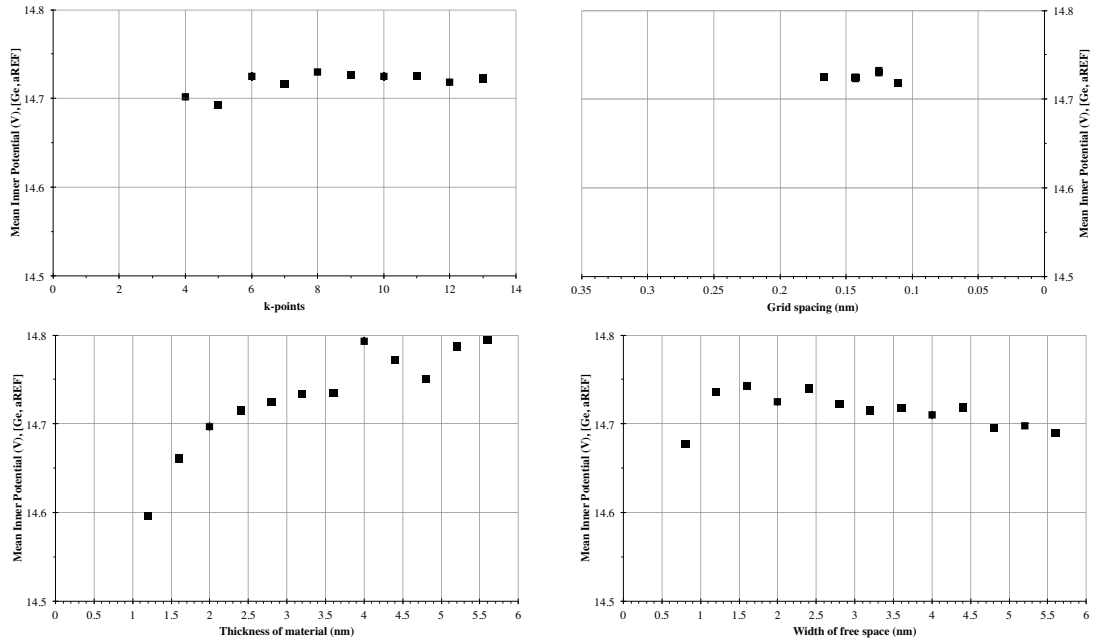 14.8
14.7
14.6
14.5
Mean Inner Potential (V), [Ge, aREF]
0 2 4 6 8 10 12 14
k-points
14.8
14.7
14.6
14.5
Mean Inner Potential (V), [Ge, aREF]
0.35 0.3 0.25 0.2 0.15 0.1 0.05 0
Grid spacing (nm)
14.8
14.7
14.6
14.5
Mean Inner Potential (V), [Ge, aREF]
0 0.5 1 1.5 2 2.5 3 3.5 4 4.5 5 5.5 6
Thickness of material (nm)
14.8
14.7
14.6
14.5
Mean Inner Potential (V), [Ge, aREF]
0 0.5 1 1.5 2 2.5 3 3.5 4 4.5 5 5.5 6
Width of free space (nm)